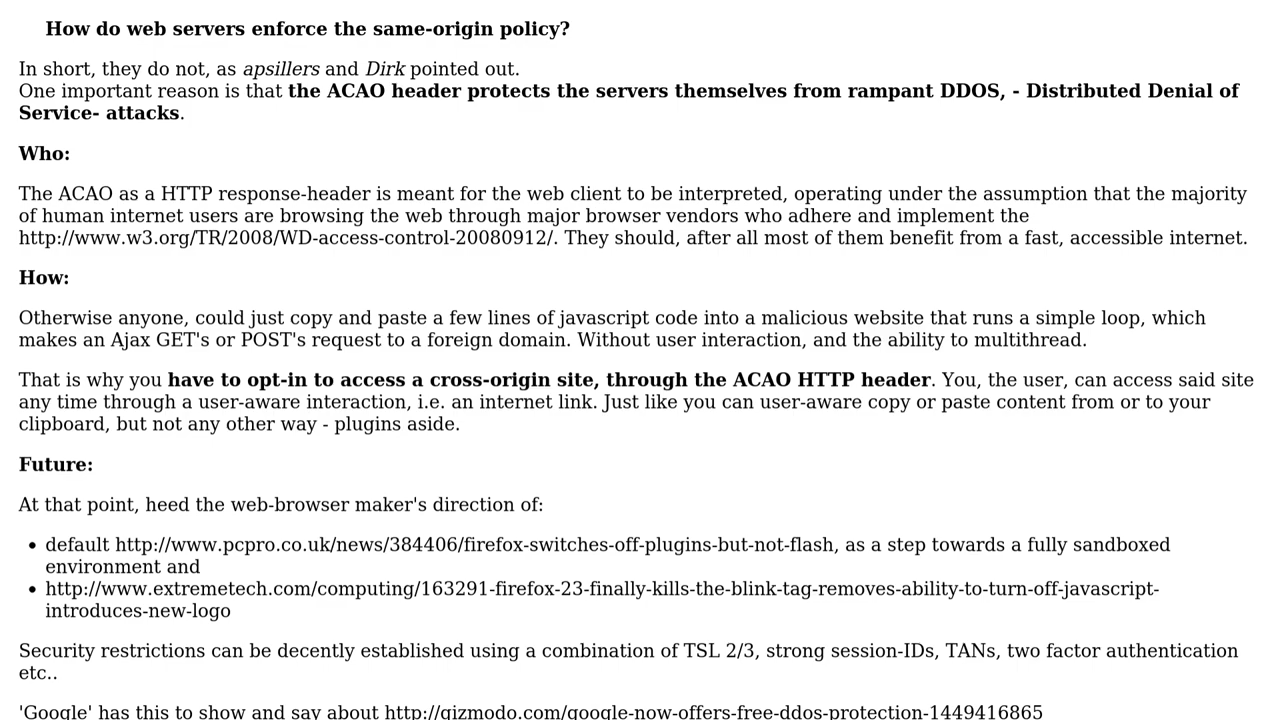 How do web servers enforce the same-origin policy?
In short, they do not, as apsillers and Dirk pointed out.
One important reason is that the ACAO header protects the servers themselves from rampant DDOS, - Distributed Denial of
Service- attacks.
Who:
The ACAO as a HTTP response-header is meant for the web client to be interpreted, operating under the assumption that the majority
of human internet users are browsing the web through major browser vendors who adhere and implement the
http://www.w3.org/TR/2008/WD-access-control-20080912/. They should, after all most of them benefit from a fast, accessible internet.
How:
Otherwise anyone, could just copy and paste a few lines of javascript code into a malicious website that runs a simple loop, which
makes an Ajax GET's or POST's request to a foreign domain. Without user interaction, and the ability to multithread.
That is why you have to opt-in to access a cross-origin site, through the ACAO HTTP header. You, the user, can access said site
any time through a user-aware interaction, i.e. an internet link. Just like you can user-aware copy or paste content from or to your
clipboard, but not any other way - plugins aside.
Future:
At that point, heed the web-browser maker's direction of:
• default http://www.pcpro.co.uk/news/384406/firefox-switches-off-plugins-but-not-flash, as a step towards a fully sandboxed
environment and
• http://www.extremetech.com/computing/163291-firefox-23-finally-kills-the-blink-tag-removes-ability-to-turn-off-javascript-
introduces-new-logo
Security restrictions can be decently established using a combination of TSL 2/3, strong session-IDs, TANs, two factor authentication
etc..
'Google' has this to show and say about http://gizmodo.com/google-now-offers-free-ddos-protection-1449416865